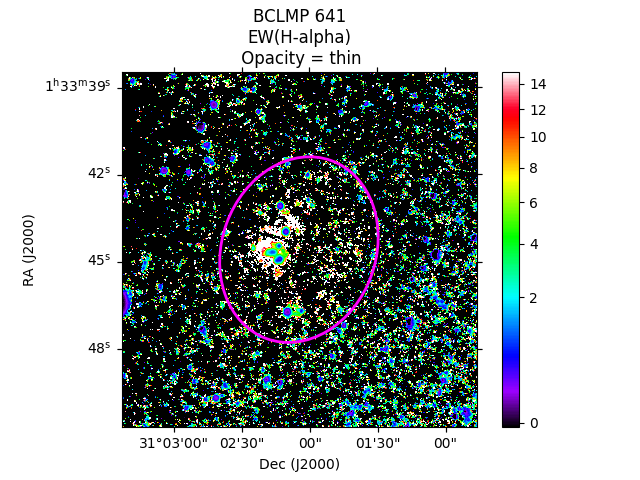 BCLMP 641
EW(H-alpha)
Opacity = thin
1ʰ33ᵐ39ˢ
42ˢ
45ˢ
48ˢ
RA (J2000)
31°03'00"
02'30"
00"
01'30"
00"
Dec (J2000)
14
12
10
8
6
4
2
0